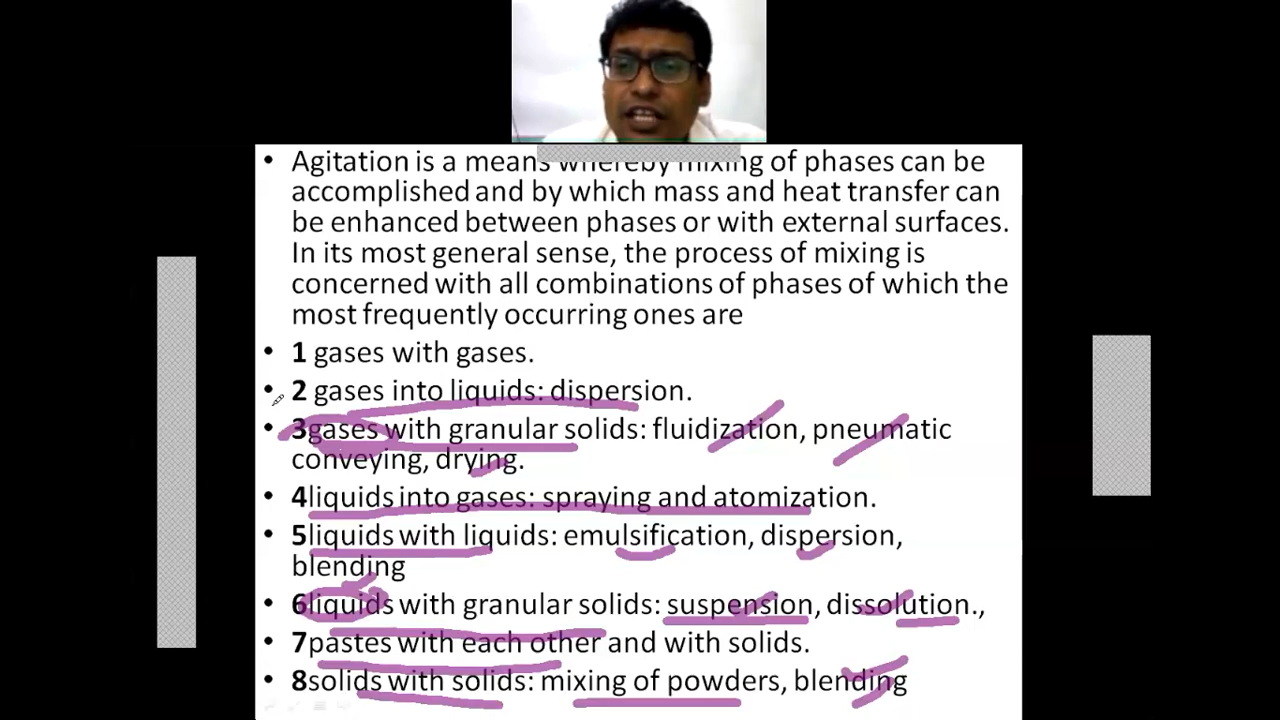 • Agitation is a means whereby mixing of phases can be
accomplished and by which mass and heat transfer can
be enhanced between phases or with external surfaces.
In its most general sense, the process of mixing is
concerned with all combinations of phases of which the
most frequently occurring ones are
• 1 gases with gases.
• 2 gases into liquids: dispersion.
• 3gases with granular solids: fluidization, pneumatic
conveying, drying.
• 4liquids into gases: spraying and atomization.
• 5liquids with liquids: emulsification, dispersion,
blending
• 6liquids with granular solids: suspension, dissolution.,
• 7pastes with each other and with solids.
• 8solids with solids: mixing of powders, blending